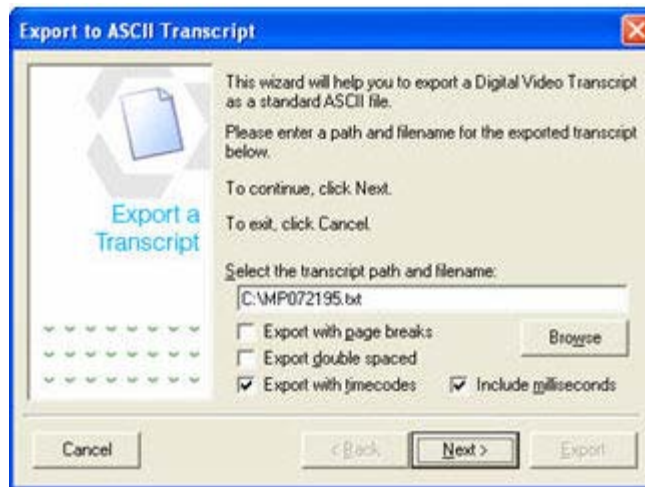 Export to ASCII Transcript
This wizard will help you to export a Digital Video Transcript
as a standard ASCII file.
Please enter a path and filename for the exported transcript
below.
To continue, click Next.
To exit, click Cancel.
Export a
Transcript
Select the transcript path and filename:
C:\MP072195.txt
Export with page breaks
Browse
Export double spaced
Export with timecodes Include milliseconds
Cancel < Back Next > Export